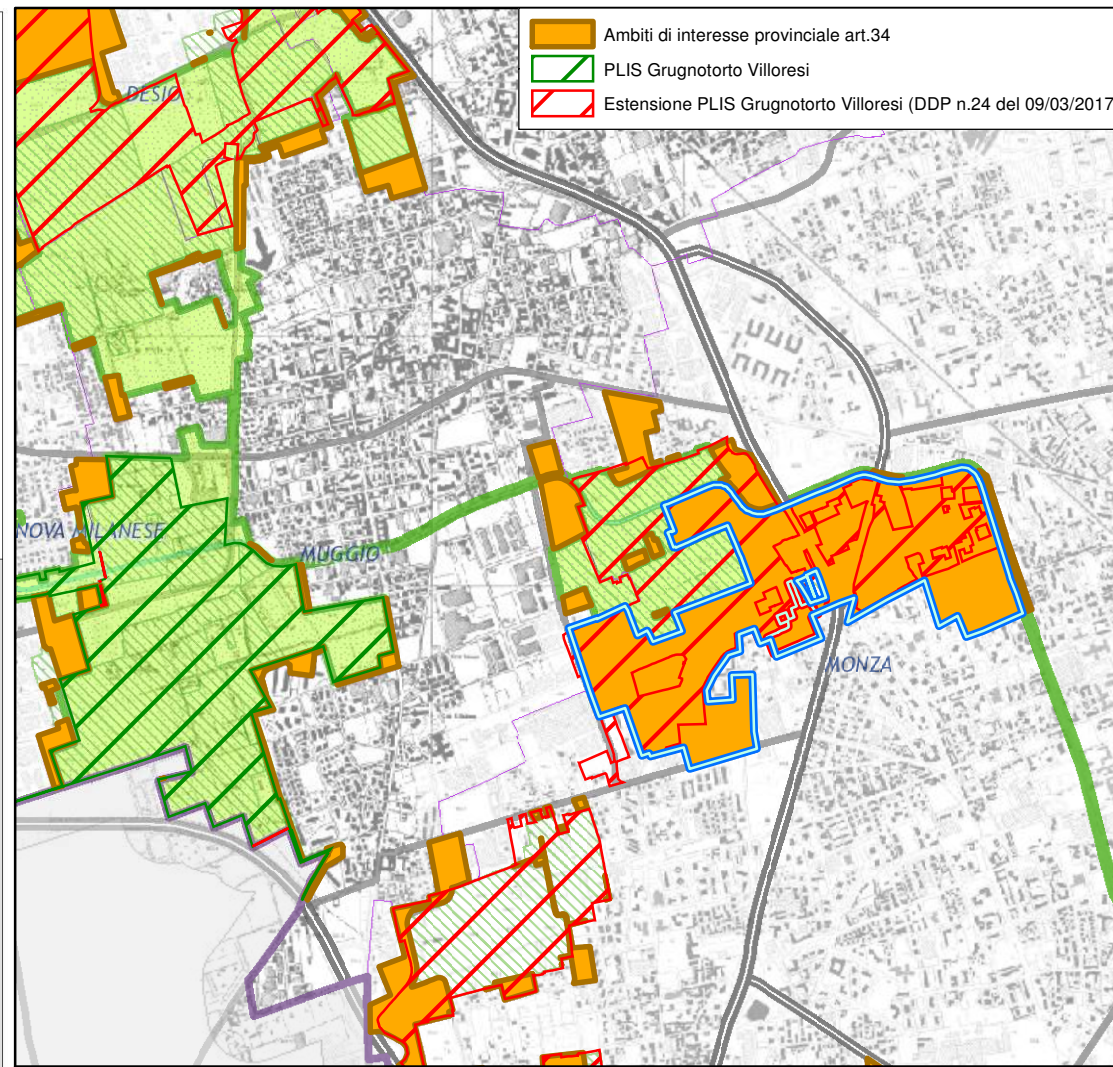 Ambiti di interesse provinciale art.34
PLIS Grugnotorto Villoresi
Estensione PLIS Grugnotorto Villoresi (DDP n.24 del 09/03/2017
DESIO
NOVA MILANESE
MUGGIO
MONZA